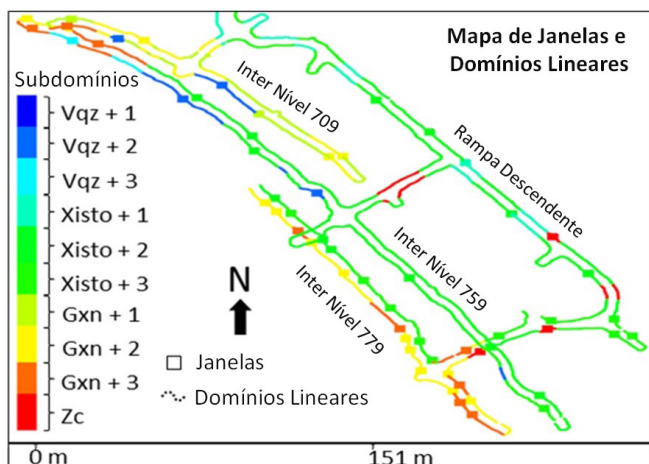 Mapa de Janelas e
Domínios Lineares
Subdomínios
Vqz + 1
Vqz + 2
Vqz + 3
Xisto + 1
Xisto + 2
Xisto + 3
Gxn + 1
Gxn + 2
Gxn + 3
Zc
Inter Nível 709
Rampa Descendente
Inter Nível 759
Inter Nível 779
N
Janelas
Domínios Lineares
0 m
151 m